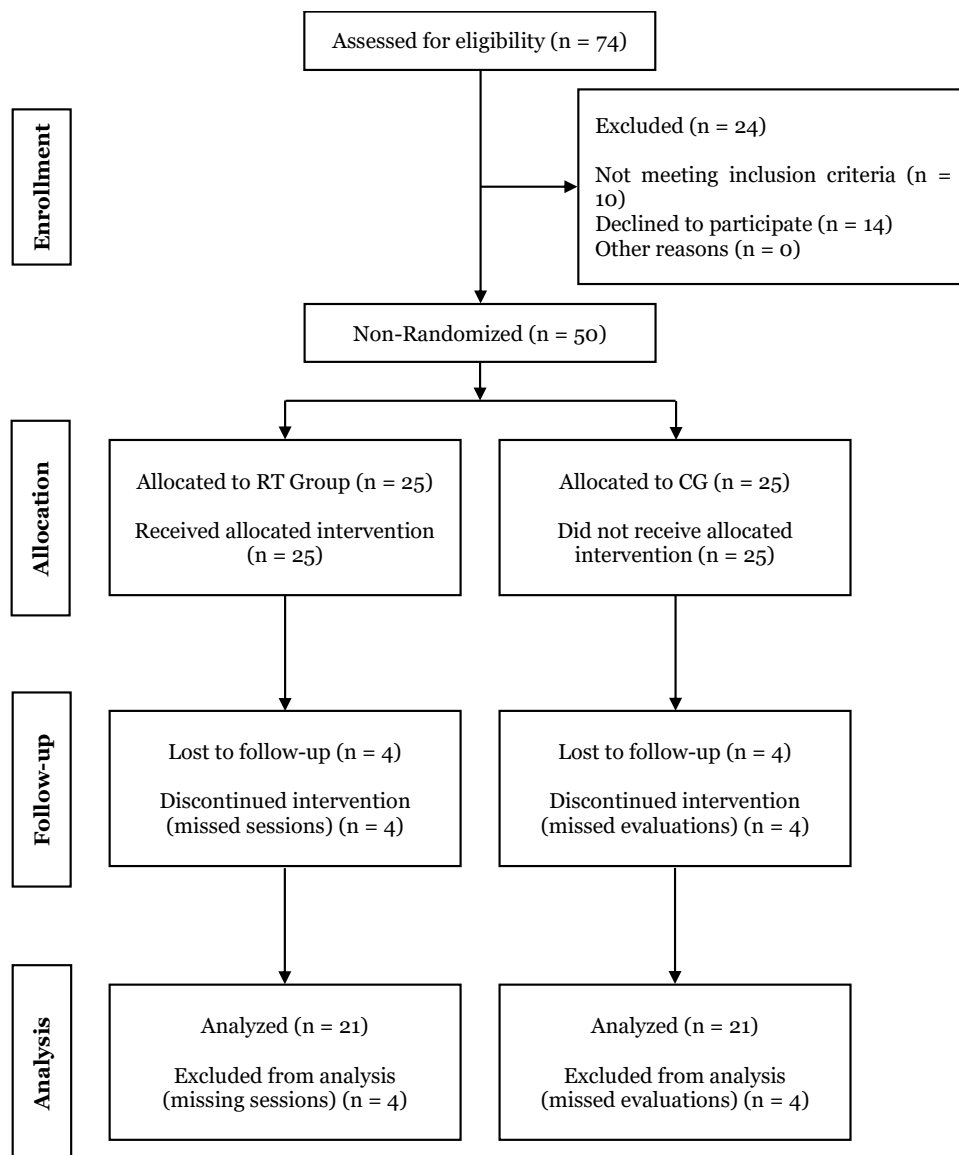 Assessed for eligibility (n = 74)
Enrollment
Excluded (n = 24)
Not meeting inclusion criteria (n =
10)
Declined to participate (n = 14)
Other reasons (n = 0)
Non-Randomized (n = 50)
Allocation
Allocated to RT Group (n = 25)
Received allocated intervention
(n = 25)
Allocated to CG (n = 25)
Did not receive allocated
intervention (n = 25)
Follow-up
Lost to follow-up (n = 4)
Discontinued intervention
(missed sessions) (n = 4)
Lost to follow-up (n = 4)
Discontinued intervention
(missed evaluations) (n = 4)
Analysis
Analyzed (n = 21)
Excluded from analysis
(missing sessions) (n = 4)
Analyzed (n = 21)
Excluded from analysis
(missed evaluations) (n = 4)